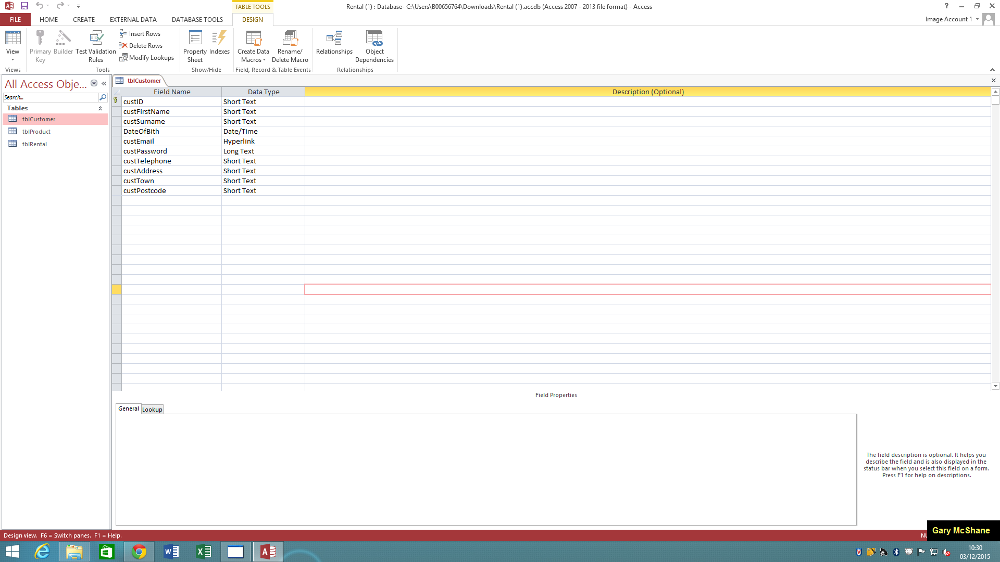 TABLE TOOLS
Rental (1) : Database- C:\Users\B00656764\Downloads\Rental (1).accdb (Access 2007 - 2013 file format) - Access
FILE HOME CREATE EXTERNAL DATA DATABASE TOOLS DESIGN
Image Account 1
View
Primary Key
Builder
Test Validation Rules
Insert Rows
Delete Rows
Modify Lookups
Property Sheet
Indexes
Create Data Macros
Rename/ Delete Macro
Relationships
Object Dependencies
Views Tools Show/Hide Field, Record & Table Events Relationships
All Access Obje...
Search...
Tables
tblCustomer
tblProduct
tblRental
tblCustomer
Field Name Data Type Description (Optional)
custID Short Text
custFirstName Short Text
custSurname Short Text
DateOfBith Date/Time
custEmail Hyperlink
custPassword Long Text
custTelephone Short Text
custAddress Short Text
custTown Short Text
custPostcode Short Text
Field Properties
General Lookup
The field description is optional. It helps you
describe the field and is also displayed in the
status bar when you select this field on a form.
Press F1 for help on descriptions.
Design view. F6 = Switch panes. F1 = Help.
Gary McShane
10:30
03/12/2015